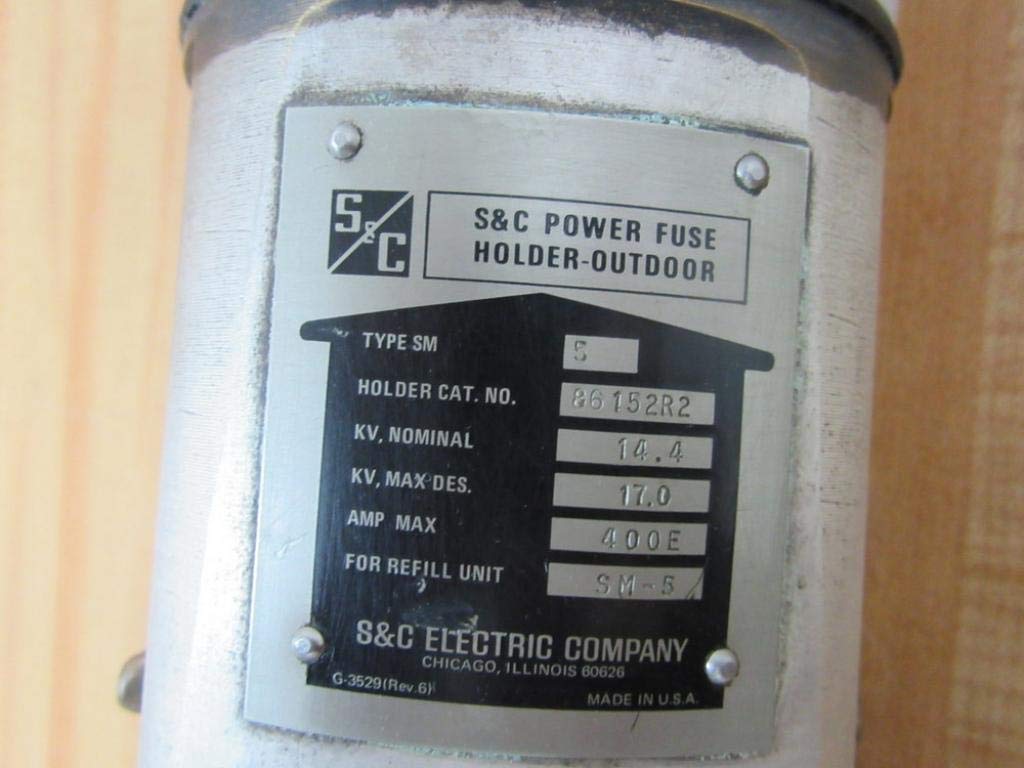 S&C
S&C POWER FUSE
HOLDER-OUTDOOR
TYPE SM 5
HOLDER CAT. NO. 86152R2
KV, NOMINAL 14.4
KV, MAX DES. 17.0
AMP MAX 400E
FOR REFILL UNIT SM-5
S&C ELECTRIC COMPANY
CHICAGO, ILLINOIS 60626
G-3529(Rev.6)
MADE IN U.S.A.